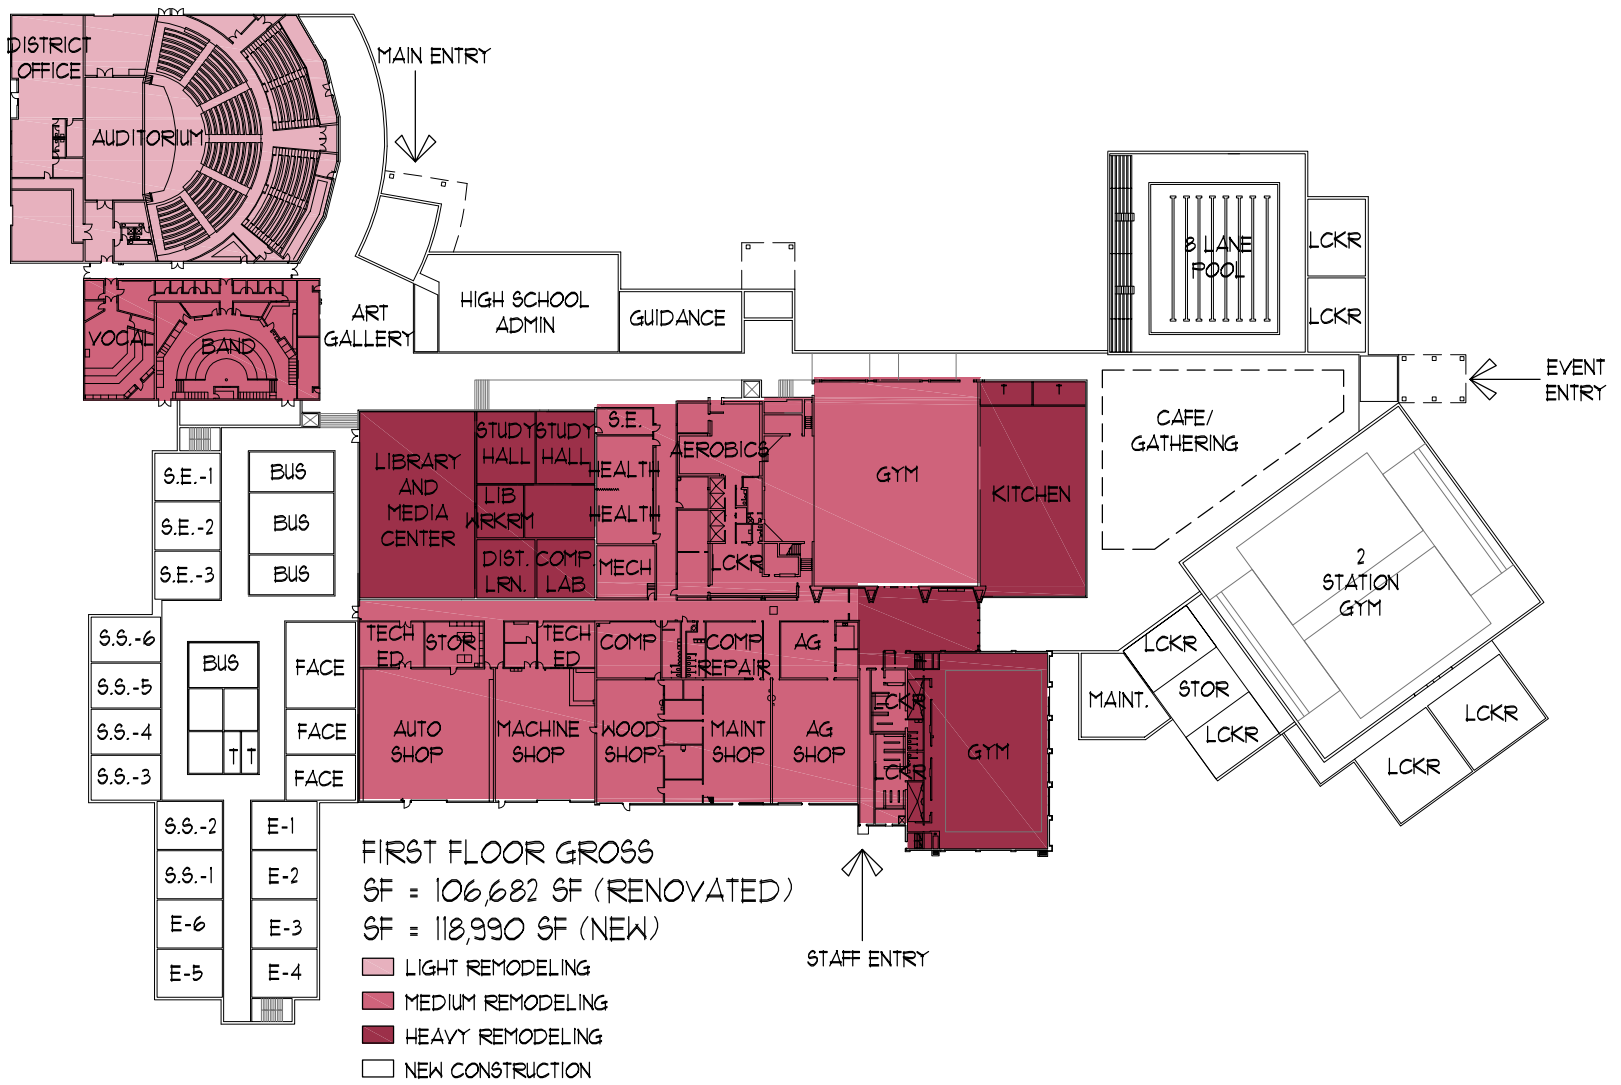 DISTRICT
OFFICE
AUDITORIUM
MAIN ENTRY
VOCAL
BAND
ART
GALLERY
HIGH SCHOOL
ADMIN
GUIDANCE
8 LANE
POOL
LCKR
LCKR
EVENT
ENTRY
CAFE/
GATHERING
LIBRARY
AND
MEDIA
CENTER
STUDY
HALL
STUDY
HALL
LIB
WRKRM
DIST.
LRN.
COMP.
LAB
S.E.
HEALTH
HEALTH
MECH
AEROBICS
LCKR
GYM
T
T
KITCHEN
2
STATION
GYM
LCKR
STOR
LCKR
MAINT.
LCKR
LCKR
S.E.-1
S.E.-2
S.E.-3
BUS
BUS
BUS
S.S.-6
S.S.-5
S.S.-4
S.S.-3
BUS
T
T
FACE
FACE
FACE
TECH
ED
STOR
TECH
ED
COMP
COMP
REPAIR
AG
AUTO
SHOP
MACHINE
SHOP
WOOD
SHOP
MAINT
SHOP
AG
SHOP
LCKR
LCKR
GYM
S.S.-2
S.S.-1
E-6
E-5
E-1
E-2
E-3
E-4
STAFF ENTRY
FIRST FLOOR GROSS
SF = 106,682 SF (RENOVATED)
SF = 118,990 SF (NEW)
LIGHT REMODELING
MEDIUM REMODELING
HEAVY REMODELING
NEW CONSTRUCTION